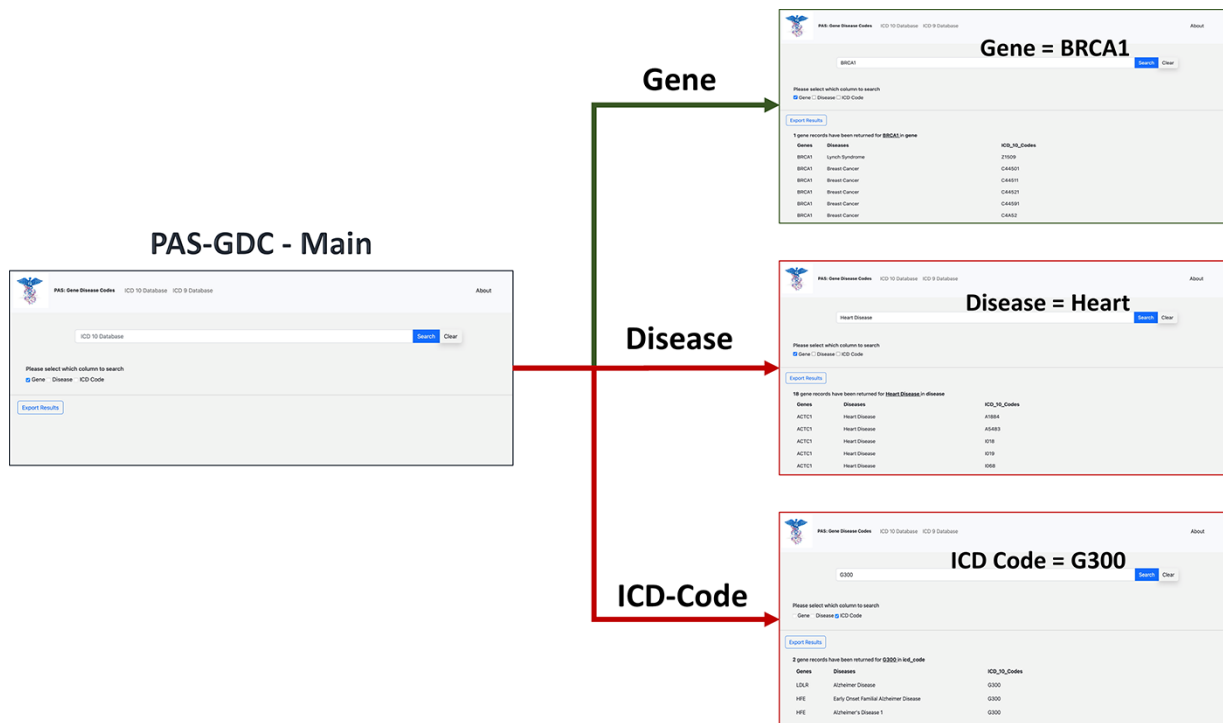 PAS-GDC - Main
PAS: Gene Disease Codes ICD 10 Database ICD 9 Database About
ICD 10 Database Search Clear
Please select which column to search
Gene Disease ICD Code
Export Results
Gene
Disease
ICD-Code
PAS: Gene Disease Codes ICD 10 Database ICD 9 Database About
Gene = BRCA1
BRCA1 Search Clear
Please select which column to search
Gene Disease ICD Code
Export Results
1 gene records have been returned for BRCA1 in gene
Genes Diseases ICD_10_Codes
BRCA1 Lynch Syndrome Z1509
BRCA1 Breast Cancer C44501
BRCA1 Breast Cancer C44511
BRCA1 Breast Cancer C44521
BRCA1 Breast Cancer C44591
BRCA1 Breast Cancer C4A52
PAS: Gene Disease Codes ICD 10 Database ICD 9 Database About
Disease = Heart
Heart Disease Search Clear
Please select which column to search
Gene Disease ICD Code
Export Results
18 gene records have been returned for Heart Disease in disease
Genes Diseases ICD_10_Codes
ACTC1 Heart Disease A1884
ACTC1 Heart Disease A5483
ACTC1 Heart Disease I018
ACTC1 Heart Disease I019
ACTC1 Heart Disease I068
PAS: Gene Disease Codes ICD 10 Database ICD 9 Database About
ICD Code = G300
G300 Search Clear
Please select which column to search
Gene Disease ICD Code
Export Results
2 gene records have been returned for G300 in icd_code
Genes Diseases ICD_10_Codes
LDLR Alzheimer Disease G300
HFE Early Onset Familial Alzheimer Disease G300
HFE Alzheimer's Disease 1 G300